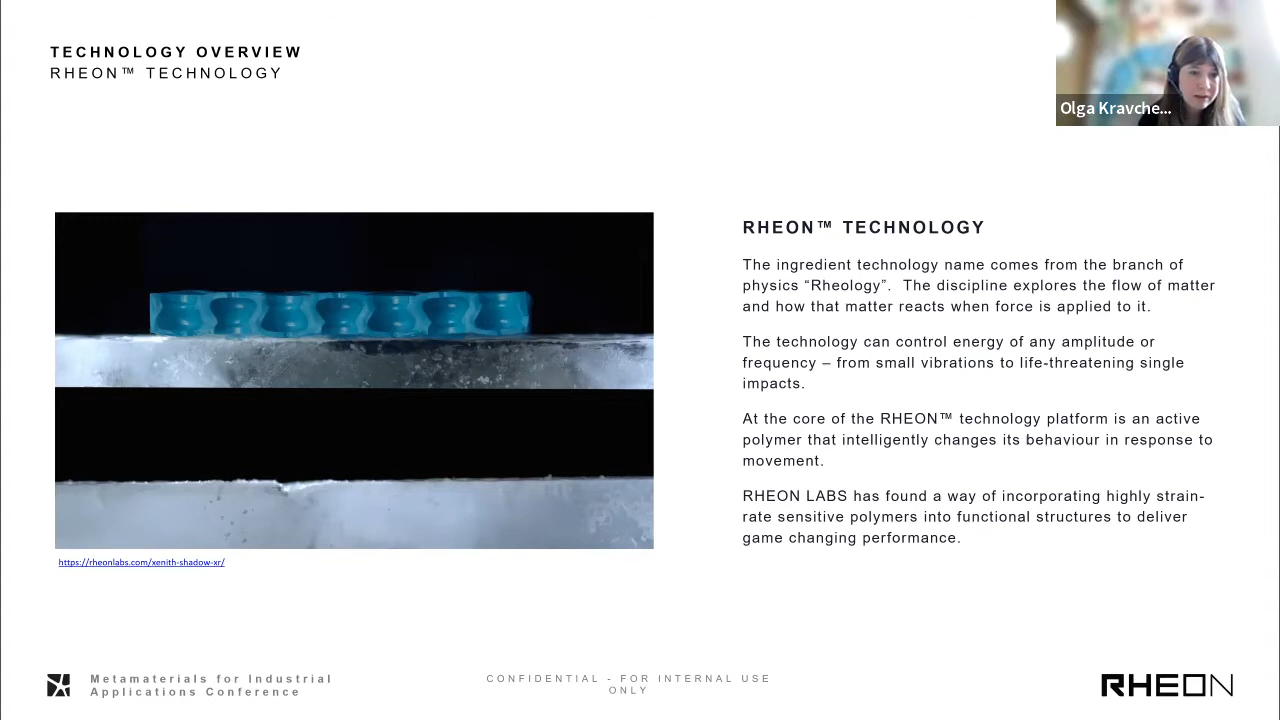 TECHNOLOGY OVERVIEW
RHEON™ TECHNOLOGY
Olga Kravche...
RHEON™ TECHNOLOGY
The ingredient technology name comes from the branch of
physics “Rheology”.  The discipline explores the flow of matter
and how that matter reacts when force is applied to it.
The technology can control energy of any amplitude or
frequency – from small vibrations to life-threatening single
impacts.
At the core of the RHEON™ technology platform is an active
polymer that intelligently changes its behaviour in response to
movement.
RHEON LABS has found a way of incorporating highly strain-
rate sensitive polymers into functional structures to deliver
game changing performance.
https://rheonlabs.com/xenith-shadow-xr/
Metamaterials for Industrial
Applications Conference
CONFIDENTIAL - FOR INTERNAL USE
ONLY
RHEON